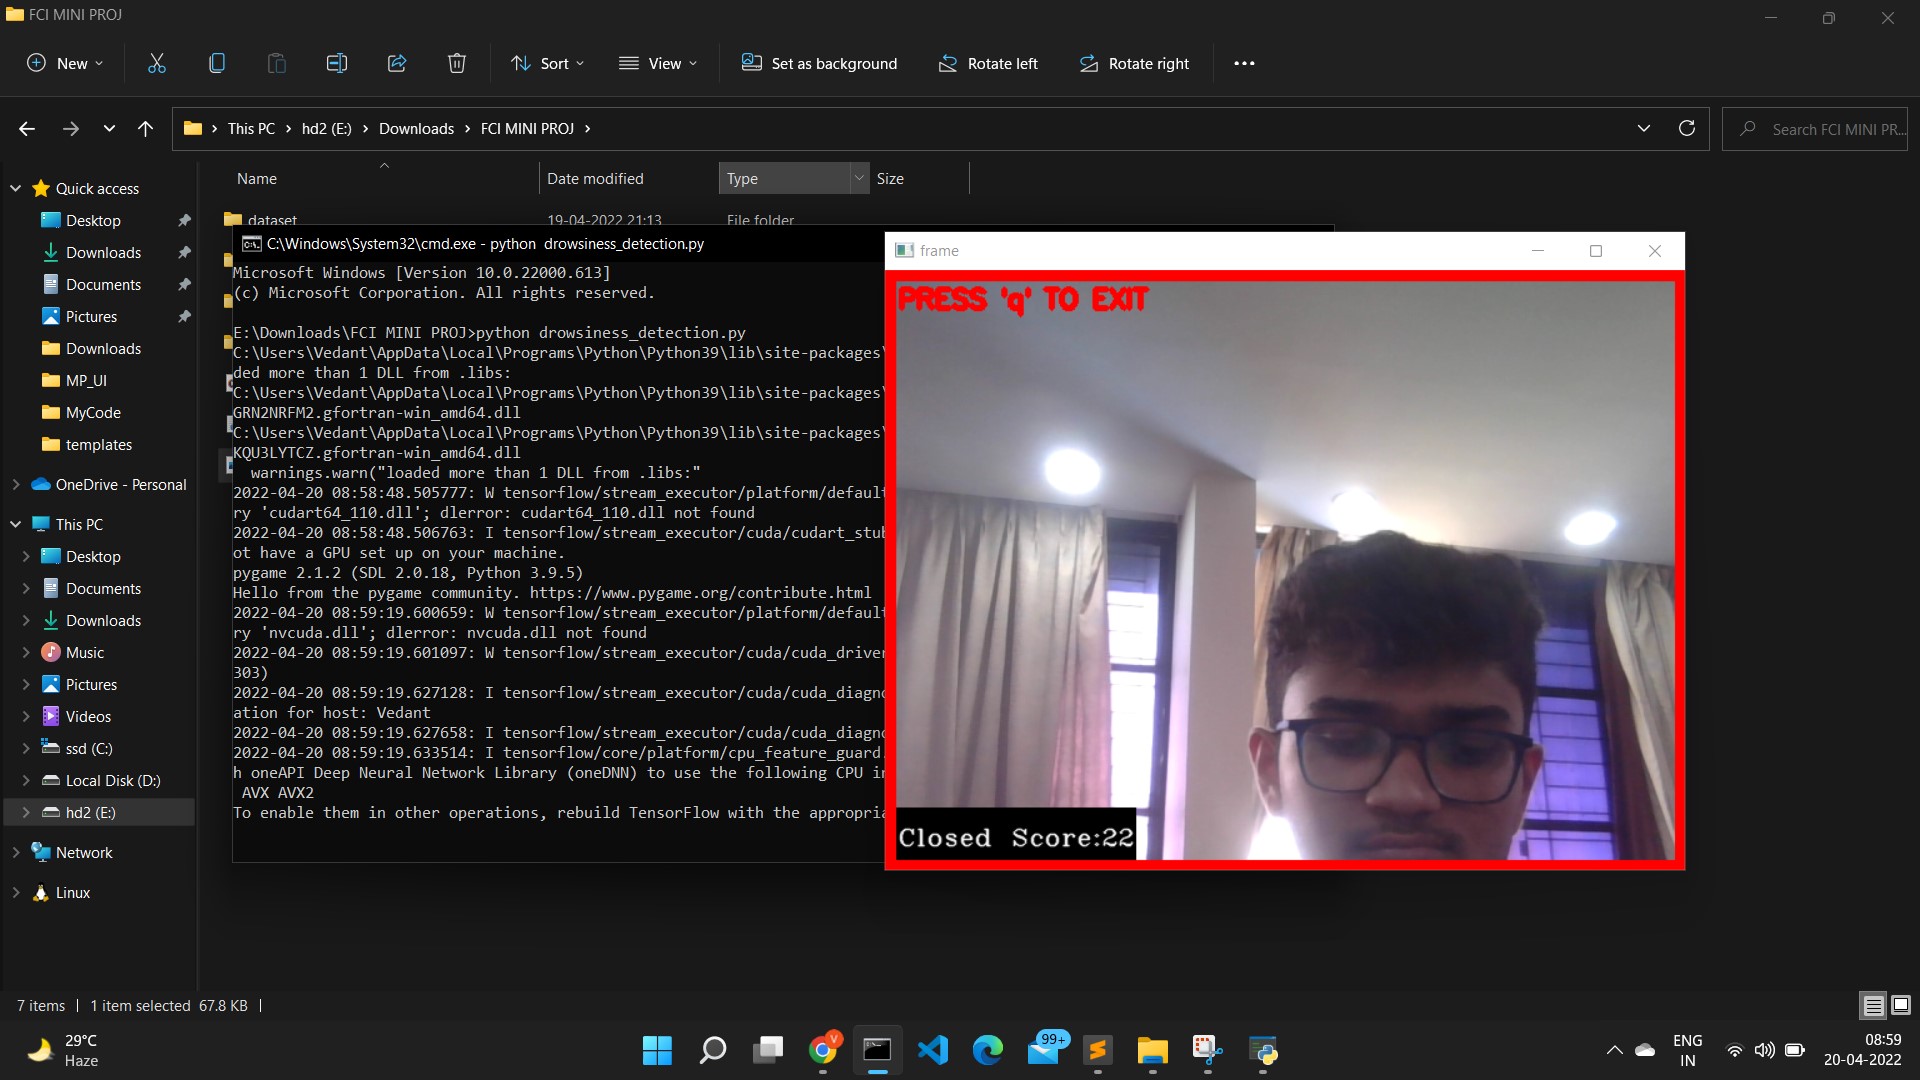 FCI MINI PROJ
New
Sort
View
Set as background
Rotate left
Rotate right
This PC
hd2 (E:)
Downloads
FCI MINI PROJ
Search FCI MINI PR...
Name
Date modified
Type
Size
Quick access
Desktop
Downloads
Documents
Pictures
Downloads
MP_UI
MyCode
templates
OneDrive - Personal
This PC
Desktop
Documents
Downloads
Music
Pictures
Videos
ssd (C:)
Local Disk (D:)
hd2 (E:)
Network
Linux
dataset 19-04-2022 21:13 File folder
C:\Windows\System32\cmd.exe - python drowsiness_detection.py
Microsoft Windows [Version 10.0.22000.613]
(c) Microsoft Corporation. All rights reserved.
E:\Downloads\FCI MINI PROJ>python drowsiness_detection.py
C:\Users\Vedant\AppData\Local\Programs\Python\Python39\lib\site-packages\
ded more than 1 DLL from .libs:
C:\Users\Vedant\AppData\Local\Programs\Python\Python39\lib\site-packages\
GRN2NRFM2.gfortran-win_amd64.dll
C:\Users\Vedant\AppData\Local\Programs\Python\Python39\lib\site-packages\
KQU3LYTCZ.gfortran-win_amd64.dll
warnings.warn("loaded more than 1 DLL from .libs:"
2022-04-20 08:58:48.505777: W tensorflow/stream_executor/platform/default
ry 'cudart64_110.dll'; dlerror: cudart64_110.dll not found
2022-04-20 08:58:48.506763: I tensorflow/stream_executor/cuda/cudart_stub
ot have a GPU set up on your machine.
pygame 2.1.2 (SDL 2.0.18, Python 3.9.5)
Hello from the pygame community. https://www.pygame.org/contribute.html
2022-04-20 08:59:19.600659: W tensorflow/stream_executor/platform/default
ry 'nvcuda.dll'; dlerror: nvcuda.dll not found
2022-04-20 08:59:19.601097: W tensorflow/stream_executor/cuda/cuda_driver
303)
2022-04-20 08:59:19.627128: I tensorflow/stream_executor/cuda/cuda_diagno
ation for host: Vedant
2022-04-20 08:59:19.627658: I tensorflow/stream_executor/cuda/cuda_diagno
2022-04-20 08:59:19.633514: I tensorflow/core/platform/cpu_feature_guard.
h oneAPI Deep Neural Network Library (oneDNN) to use the following CPU in
AVX AVX2
To enable them in other operations, rebuild TensorFlow with the appropria
frame
PRESS 'q' TO EXIT
Closed Score:22
7 items
1 item selected 67.8 KB
29°C
Haze
V
99+
ENG
IN
08:59
20-04-2022